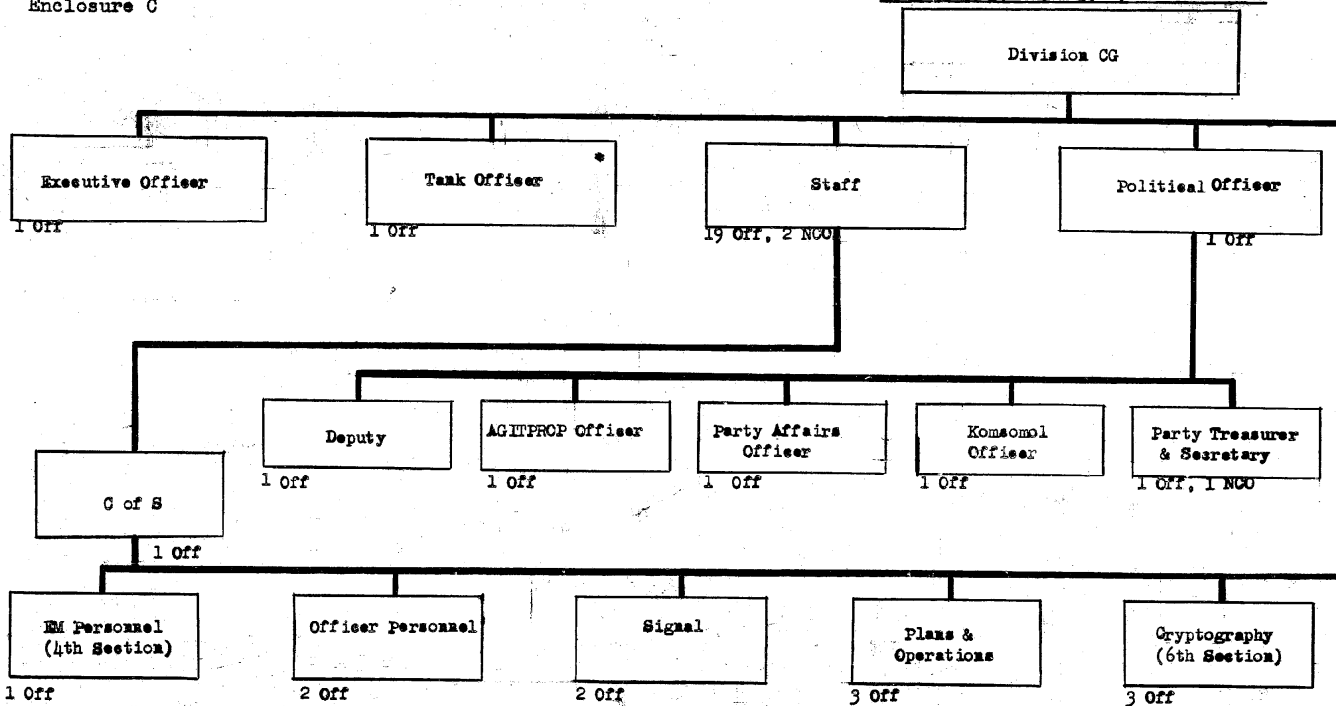 Enclosure C
Division CG
Executive Officer
1 Off
Tank Officer
*
1 Off
Staff
19 Off, 2 NCO
Political Officer
1 Off
Deputy
1 Off
AGITPROP Officer
1 Off
Party Affairs
Officer
1 Off
Komsomol
Officer
1 Off
Party Treasurer
& Secretary
1 Off, 1 NCO
C of S
1 Off
EM Personnel
(4th Section)
1 Off
Officer Personnel
2 Off
Signal
2 Off
Plans &
Operations
3 Off
Cryptography
(6th Section)
3 Off